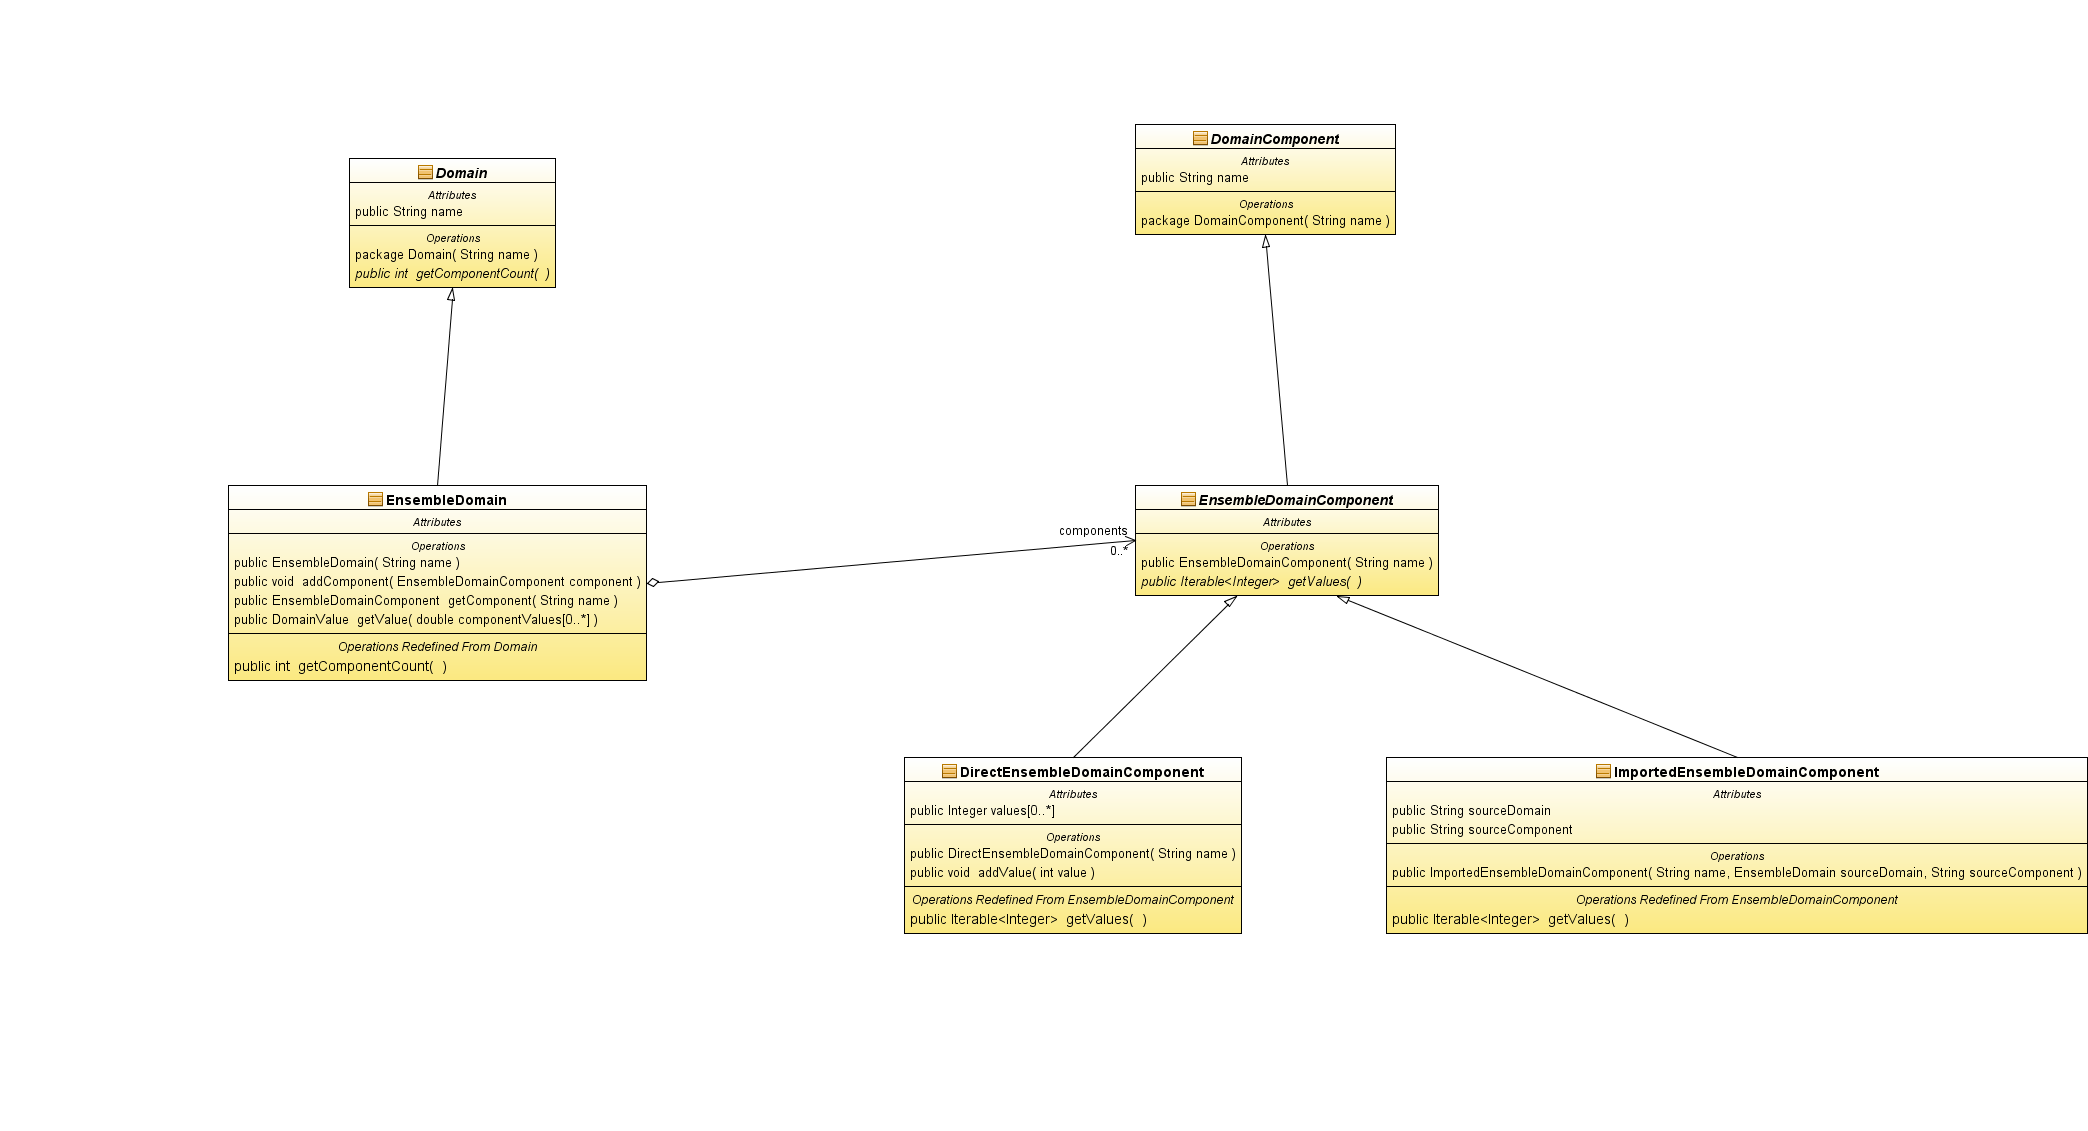 Domain
Attributes
public String name
Operations
package Domain( String name )
public int  getComponentCount(  )
DomainComponent
Attributes
public String name
Operations
package DomainComponent( String name )
EnsembleDomain
Attributes
Operations
public EnsembleDomain( String name )
public void  addComponent( EnsembleDomainComponent component )
public EnsembleDomainComponent  getComponent( String name )
public DomainValue  getValue( double componentValues[0..*] )
Operations Redefined From Domain
public int  getComponentCount(  )
components
0..*
EnsembleDomainComponent
Attributes
Operations
public EnsembleDomainComponent( String name )
public Iterable<Integer>  getValues(  )
DirectEnsembleDomainComponent
Attributes
public Integer values[0..*]
Operations
public DirectEnsembleDomainComponent( String name )
public void  addValue( int value )
Operations Redefined From EnsembleDomainComponent
public Iterable<Integer>  getValues(  )
ImportedEnsembleDomainComponent
Attributes
public String sourceDomain
public String sourceComponent
Operations
public ImportedEnsembleDomainComponent( String name, EnsembleDomain sourceDomain, String sourceComponent )
Operations Redefined From EnsembleDomainComponent
public Iterable<Integer>  getValues(  )